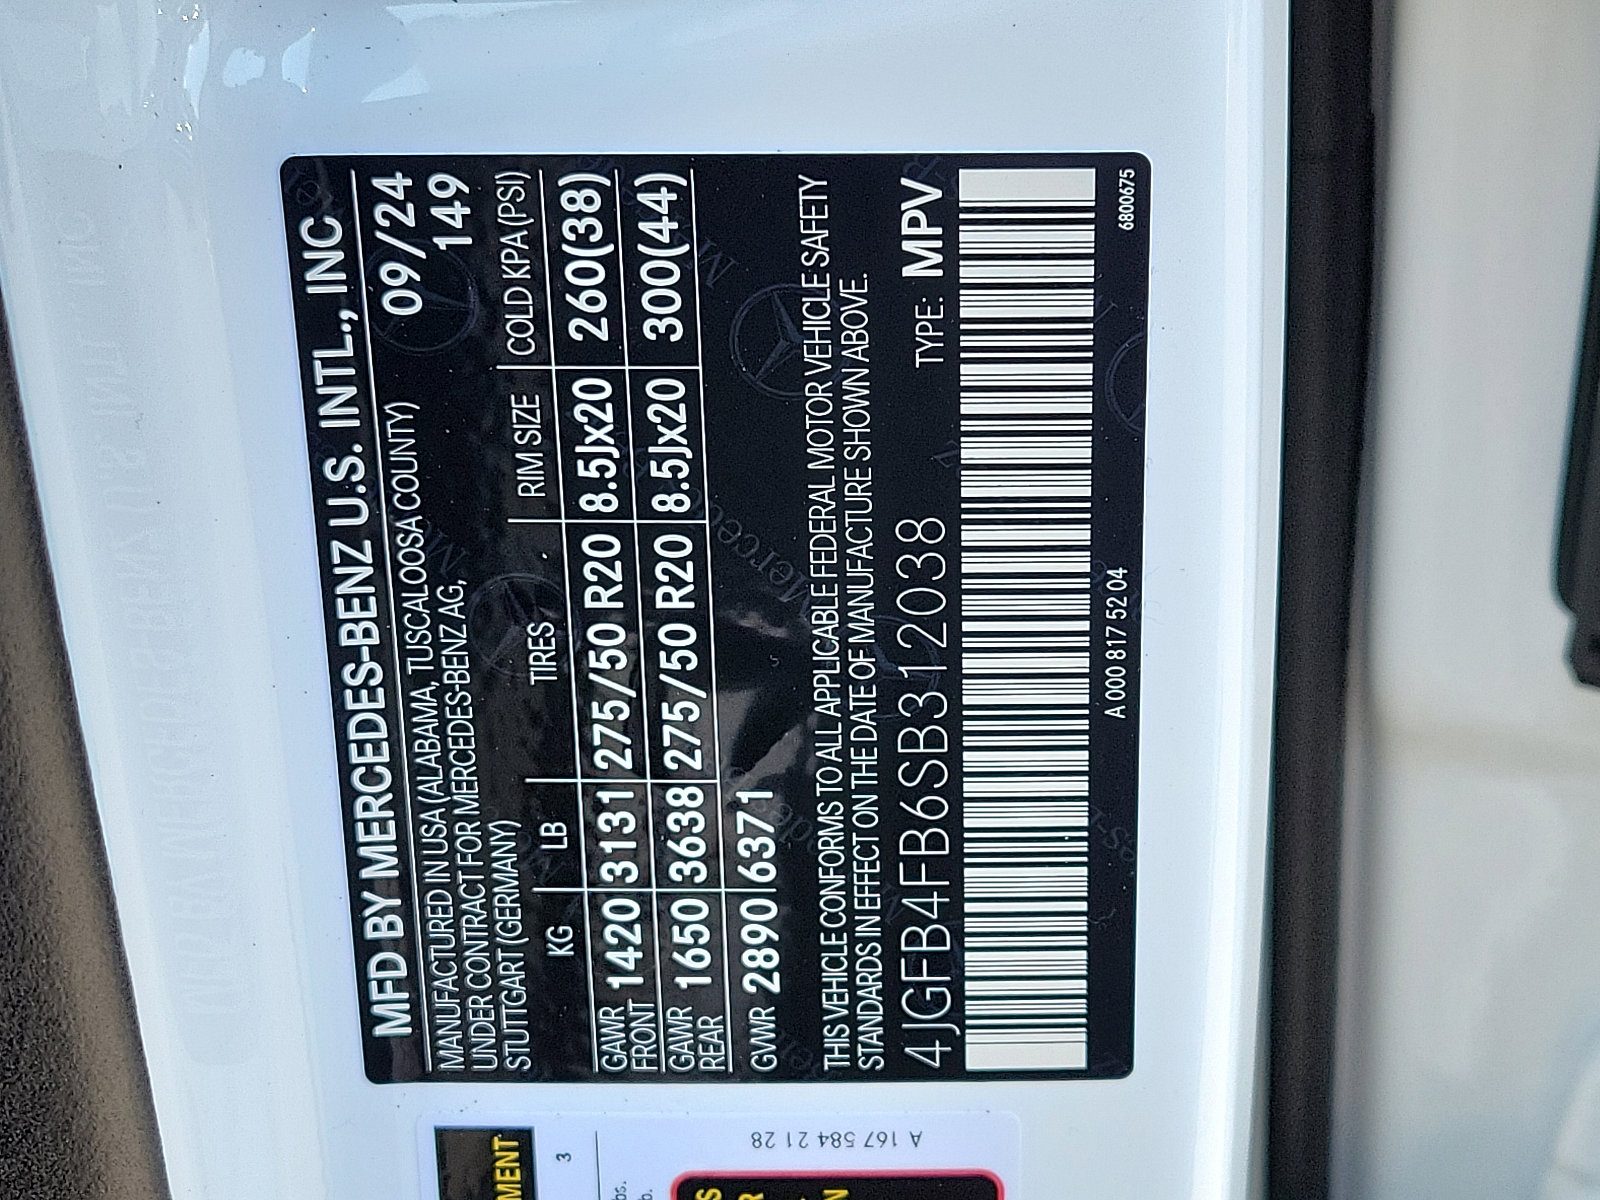 MFD BY MERCEDES-BENZ U.S. INTL., INC
MANUFACTURED IN USA (ALABAMA, TUSCALOOSA COUNTY) 09/24
UNDER CONTRACT FOR MERCEDES-BENZ AG, 149
STUTTGART (GERMANY)
KG LB TIRES RIM SIZE COLD KPA (PSI)
GAWR FRONT 1420 3131 275/50 R20 8.5Jx20 260(38)
GAWR REAR 1650 3638 275/50 R20 8.5Jx20 300(44)
GVWR 2890 6371
THIS VEHICLE CONFORMS TO ALL APPLICABLE FEDERAL MOTOR VEHICLE SAFETY
STANDARDS IN EFFECT ON THE DATE OF MANUFACTURE SHOWN ABOVE.
4JGFB4FB6SB312038 TYPE: MPV
A 000 817 52 04 6800675
A 167 584 21 28
MENT
3